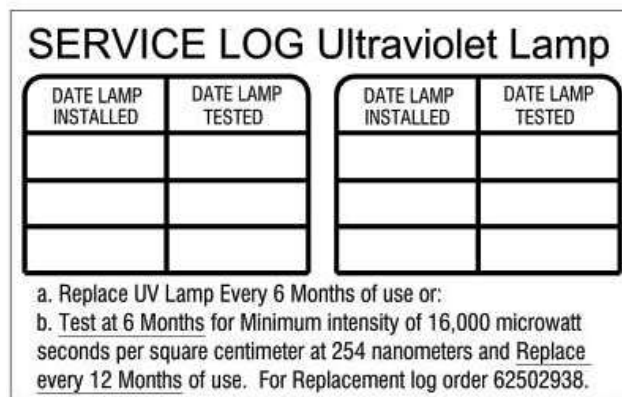 SERVICE LOG Ultraviolet Lamp
DATE LAMP INSTALLED
DATE LAMP TESTED
DATE LAMP INSTALLED
DATE LAMP TESTED
a. Replace UV Lamp Every 6 Months of use or:
b. Test at 6 Months for Minimum intensity of 16,000 microwatt
seconds per square centimeter at 254 nanometers and Replace
every 12 Months of use. For Replacement log order 62502938.